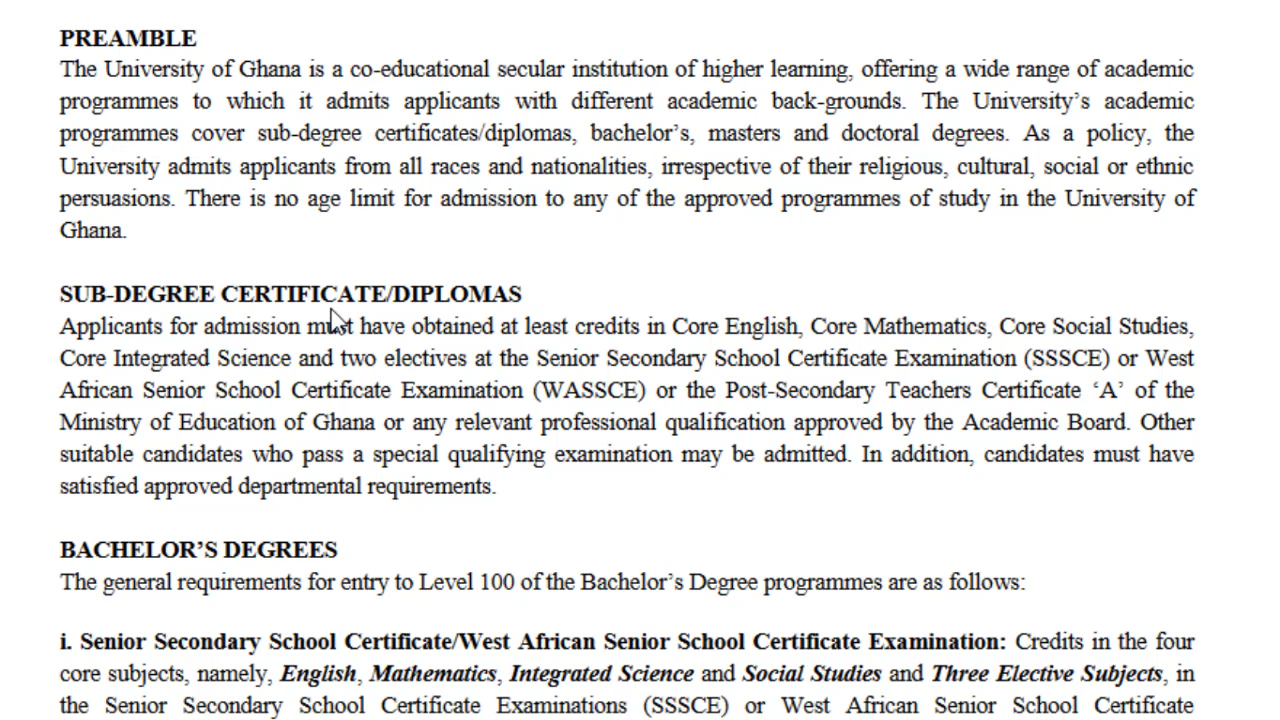 PREAMBLE
The University of Ghana is a co-educational secular institution of higher learning, offering a wide range of academic
programmes to which it admits applicants with different academic back-grounds. The University’s academic
programmes cover sub-degree certificates/diplomas, bachelor’s, masters and doctoral degrees. As a policy, the
University admits applicants from all races and nationalities, irrespective of their religious, cultural, social or ethnic
persuasions. There is no age limit for admission to any of the approved programmes of study in the University of
Ghana.
SUB-DEGREE CERTIFICATE/DIPLOMAS
Applicants for admission must have obtained at least credits in Core English, Core Mathematics, Core Social Studies,
Core Integrated Science and two electives at the Senior Secondary School Certificate Examination (SSSCE) or West
African Senior School Certificate Examination (WASSCE) or the Post-Secondary Teachers Certificate ‘A’ of the
Ministry of Education of Ghana or any relevant professional qualification approved by the Academic Board. Other
suitable candidates who pass a special qualifying examination may be admitted. In addition, candidates must have
satisfied approved departmental requirements.
BACHELOR’S DEGREES
The general requirements for entry to Level 100 of the Bachelor’s Degree programmes are as follows:
i. Senior Secondary School Certificate/West African Senior School Certificate Examination: Credits in the four
core subjects, namely, English, Mathematics, Integrated Science and Social Studies and Three Elective Subjects, in
the Senior Secondary School Certificate Examinations (SSSCE) or West African Senior School Certificate